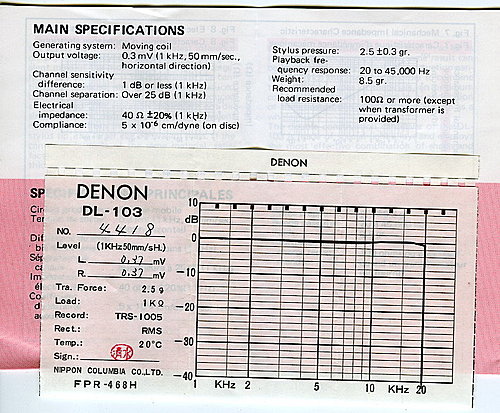 MAIN SPECIFICATIONS
Generating system: Moving coil
Output voltage: 0.3 mV (1 kHz, 50 mm/sec.,
horizontal direction)
Channel sensitivity
difference: 1 dB or less (1 kHz)
Channel separation: Over 25 dB (1 kHz)
Electrical
impedance: 40 Ω ±20% (1 kHz)
Compliance: 5 x 10⁻⁶ cm/dyne (on disc)
Stylus pressure: 2.5 ±0.3 gr.
Playback fre-
quency response: 20 to 45,000 Hz
Weight: 8.5 gr.
Recommended
load resistance: 100Ω or more (except
when transformer is
provided)
DENON
DENON
DL-103
NO. 4418
Level (1KHz50mm/sH.)
L 0.37 mV
R. 0.37 mV
Tra. Force: 2.5 g
Load: 1KΩ
Record: TRS-1005
Rect.: RMS
Temp.: 20°C
Sign.: 清水
NIPPON COLUMBIA CO.,LTD.
FPR-468H
10
dB
0
-10
-20
-30
-40
1 KHz 2 5 10 KHz 20